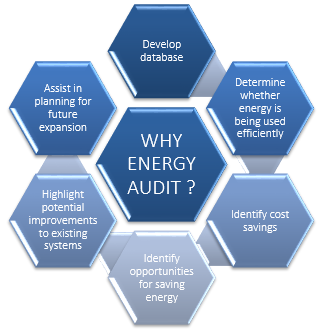 Develop
database
Determine
whether
energy is
being used
efficiently
Identify cost
savings
Identify
opportunities
for saving
energy
Highlight
potential
improvements
to existing
systems
Assist in
planning for
future
expansion
WHY
ENERGY
AUDIT ?